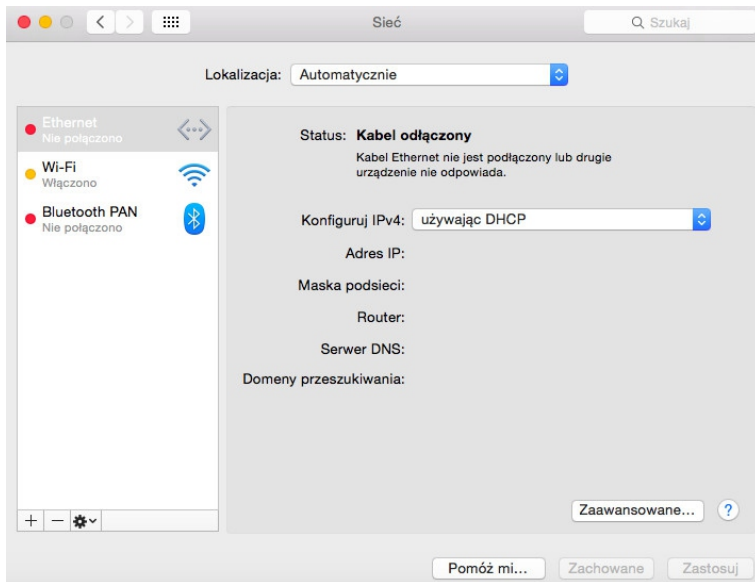 Sieć
Szukaj
Lokalizacja: Automatycznie
Ethernet
Nie połączono
Wi-Fi
Włączono
Bluetooth PAN
Nie połączono
Status: Kabel odłączony
Kabel Ethernet nie jest podłączony lub drugie
urządzenie nie odpowiada.
Konfiguruj IPv4: używając DHCP
Adres IP:
Maska podsieci:
Router:
Serwer DNS:
Domeny przeszukiwania:
Zaawansowane... ?
Pomóż mi... Zachowane Zastosuj